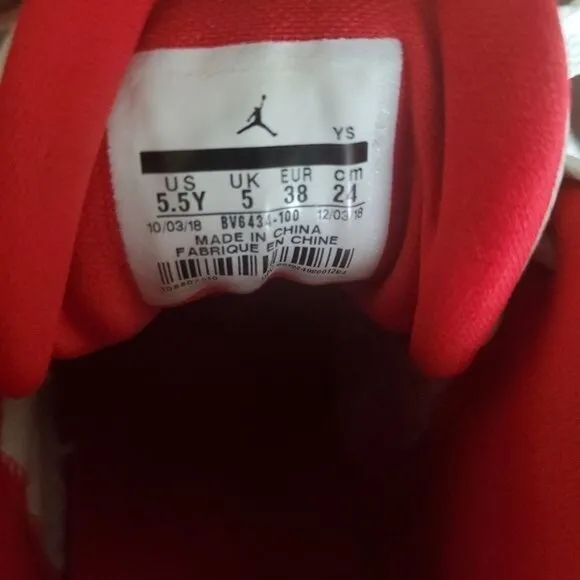 YS
US UK EUR cm
5.5Y 5 38 24
10/03/18 BV6434-100 12/03/18
MADE IN CHINA
FABRIQUE EN CHINE